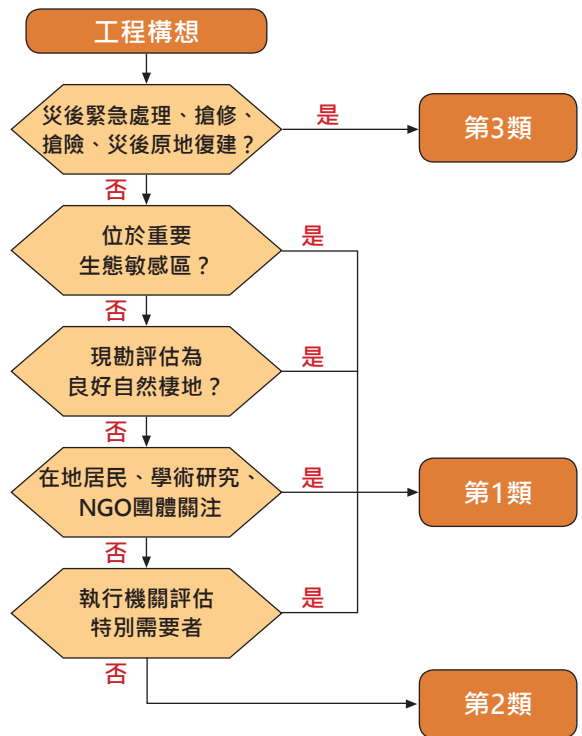 工程構想
災後緊急處理、搶修、
搶險、災後原地復建？
是
第3類
否
位於重要
生態敏感區？
是
否
現勘評估為
良好自然棲地？
是
否
在地居民、學術研究、
NGO團體關注
是
第1類
否
執行機關評估
特別需要者
是
否
第2類